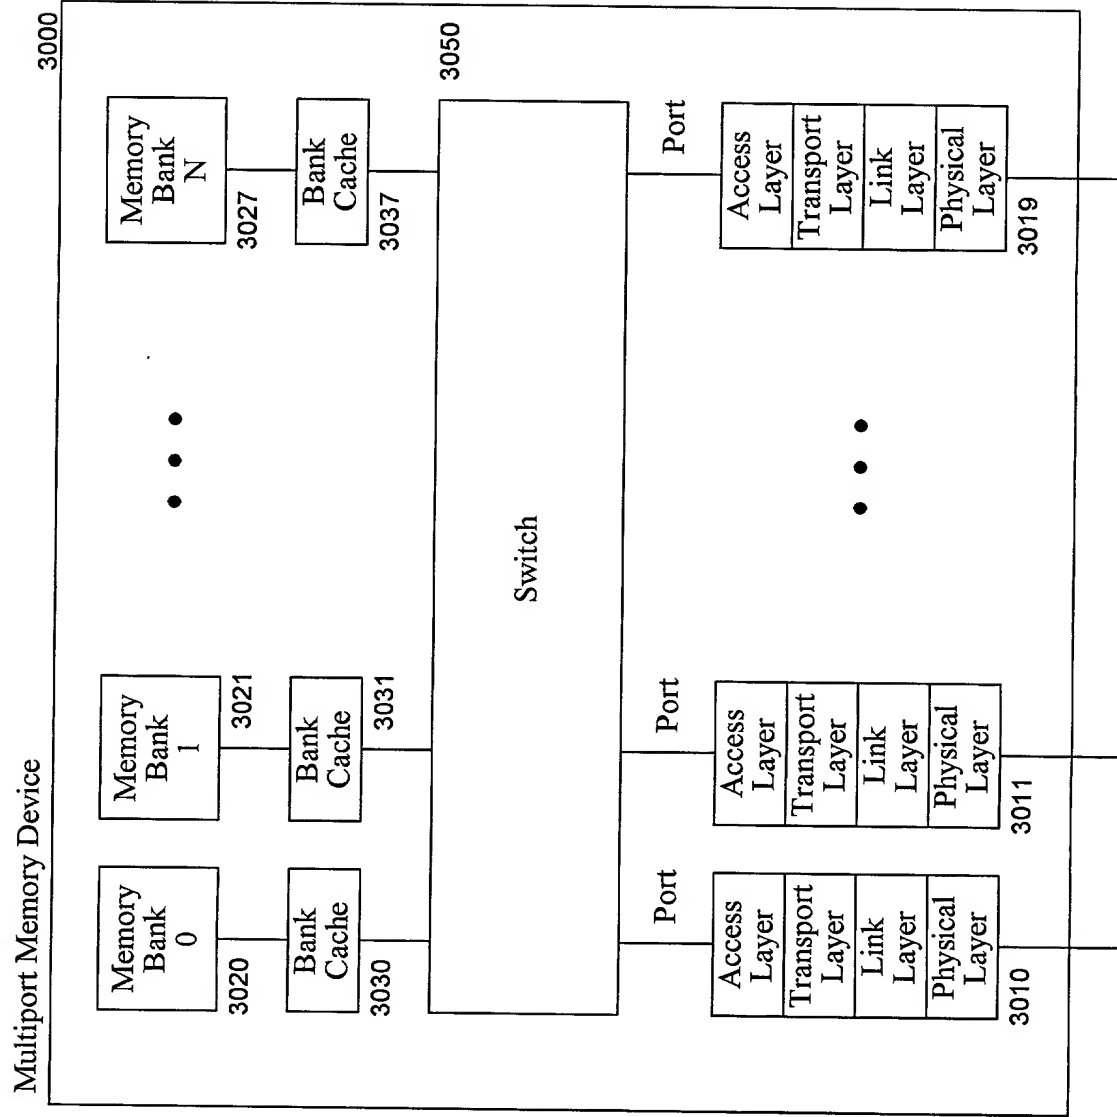 Multiport Memory Device
3000
Memory
Bank
0
3020
Memory
Bank
1
3021
Memory
Bank
N
3027
Bank
Cache
3030
Bank
Cache
3031
Bank
Cache
3037
3050
Switch
Port
Port
Port
Access
Layer
Transport
Layer
Link
Layer
Physical
Layer
3010
Access
Layer
Transport
Layer
Link
Layer
Physical
Layer
3011
Access
Layer
Transport
Layer
Link
Layer
Physical
Layer
3019